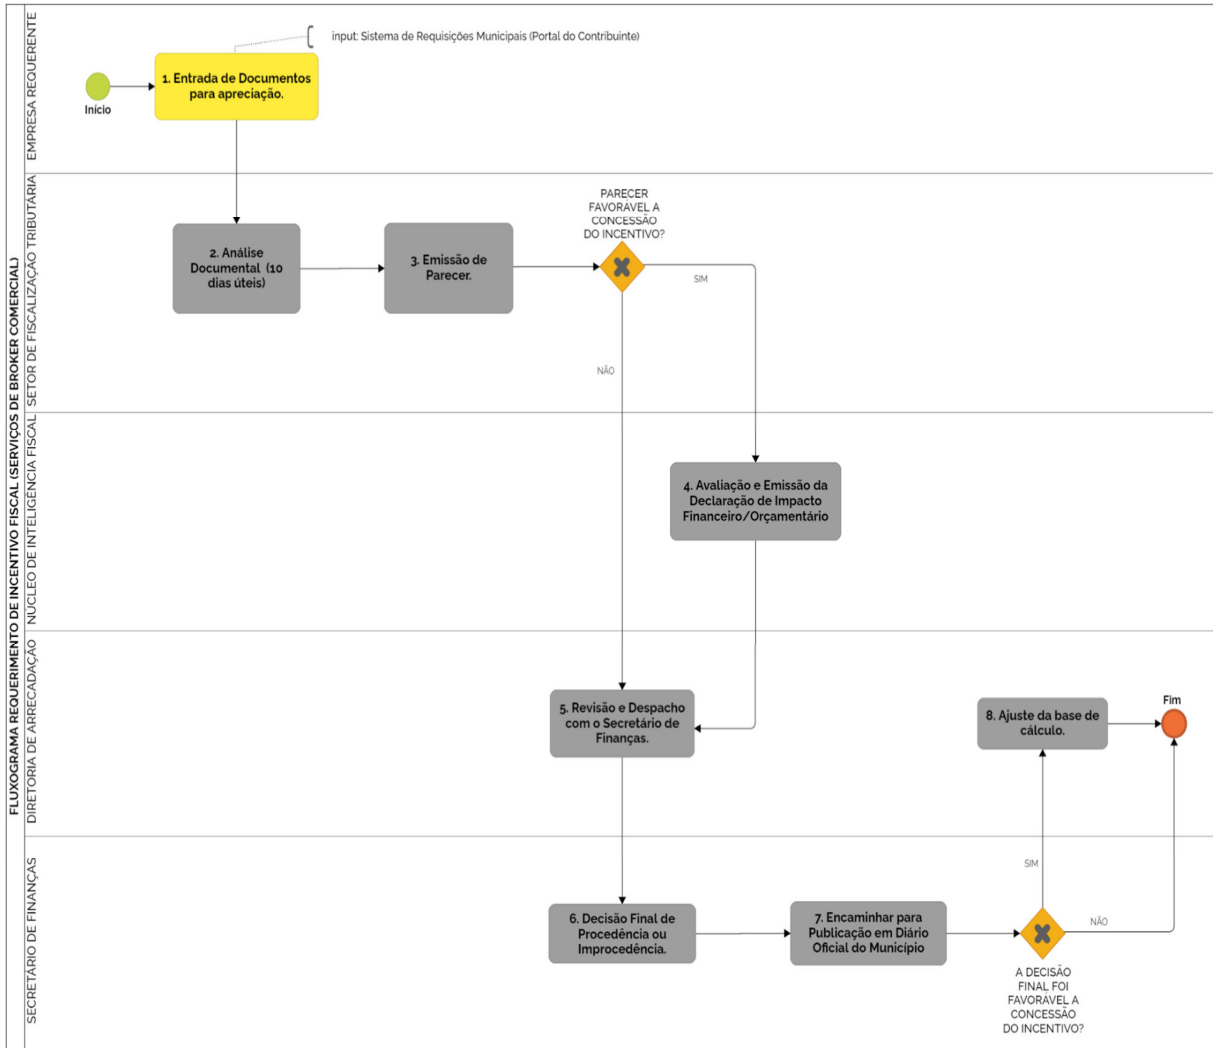 FLUXOGRAMA REQUERIMENTO DE INCENTIVO FISCAL (SERVIÇOS DE BROKER COMERCIAL)
EMPRESA REQUERENTE
input: Sistema de Requisições Municipais (Portal do Contribuinte)
Início
1. Entrada de Documentos
para apreciação.
SETOR DE FISCALIZAÇÃO TRIBUTÁRIA
2. Análise
Documental (10
dias úteis)
3. Emissão de
Parecer.
PARECER
FAVORÁVEL A
CONCESSÃO
DO INCENTIVO?
SIM
NÃO
NÚCLEO DE INTELIGÊNCIA FISCAL
4. Avaliação e Emissão da
Declaração de Impacto
Financeiro/Orçamentário
DIRETORIA DE ARRECADAÇÃO
5. Revisão e Despacho
com o Secretário de
Finanças.
8. Ajuste da base de
cálculo.
Fim
SECRETÁRIO DE FINANÇAS
6. Decisão Final de
Procedência ou
Improcedência.
7. Encaminhar para
Publicação em Diário
Oficial do Município
SIM
NÃO
A DECISÃO
FINAL FOI
FAVORÁVEL A
CONCESSÃO
DO INCENTIVO?